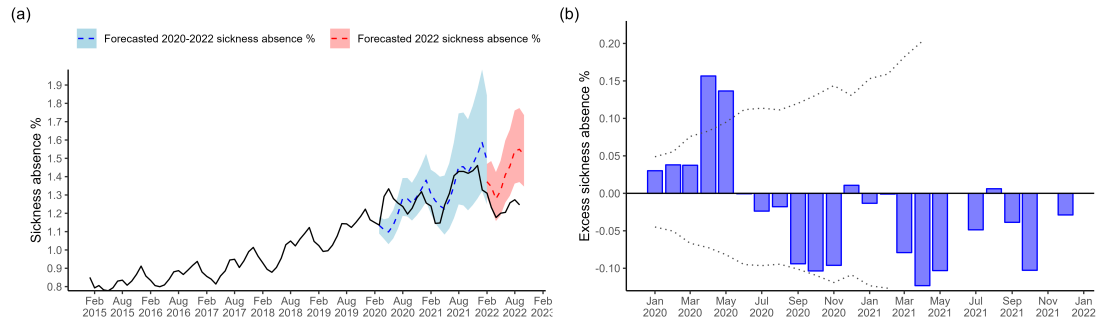 (a)
Forecasted 2020-2022 sickness absence %
Forecasted 2022 sickness absence %
Sickness absence %
1.9
1.8
1.7
1.6
1.5
1.4
1.3
1.2
1.1
1.0
0.9
0.8
Feb Aug Feb Aug Feb Aug Feb Aug Feb Aug Feb Aug Feb Aug Feb Aug Feb
2015 2015 2016 2016 2017 2017 2018 2018 2019 2019 2020 2020 2021 2021 2022 2022 2023
(b)
Excess sickness absence %
0.20
0.15
0.10
0.05
0.00
-0.05
-0.10
Jan Mar May Jul Sep Nov Jan Mar May Jul Sep Nov Jan
2020 2020 2020 2020 2020 2020 2021 2021 2021 2021 2021 2021 2022